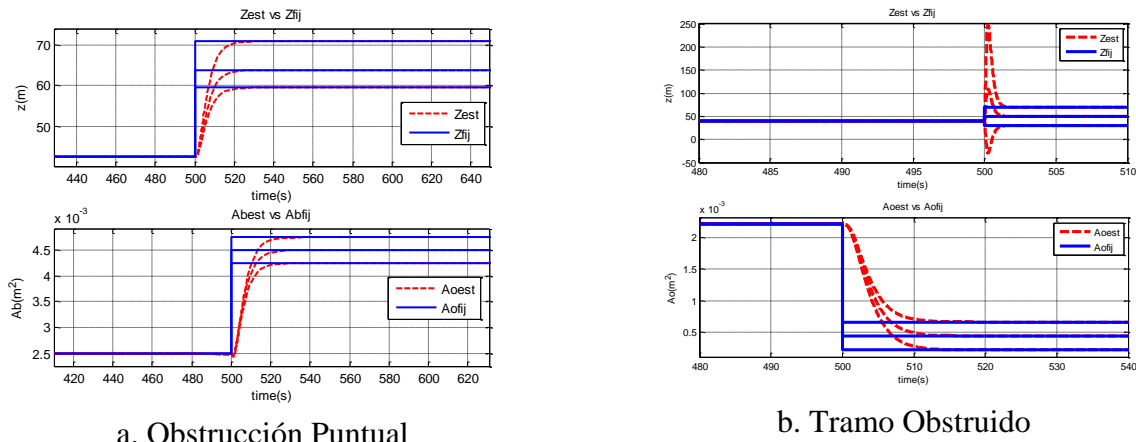 Zest vs Zfij
z(m)
70
60
50
440 460 480 500 520 540 560 580 600 620 640
time(s)
Zest
Zfij
Abest vs Abfij
x 10⁻³
Ab(m²)
4.5
4
3.5
3
2.5
420 440 460 480 500 520 540 560 580 600 620
time(s)
Aoest
Aofij
a. Obstrucción Puntual
Zest vs Zfij
z(m)
250
200
150
100
50
0
-50
480 485 490 495 500 505 510
time(s)
Zest
Zfij
Aoest vs Aofij
x 10⁻³
Ao(m²)
2
1.5
1
0.5
480 490 500 510 520 530 540
time(s)
Aoest
Aofij
b. Tramo Obstruido